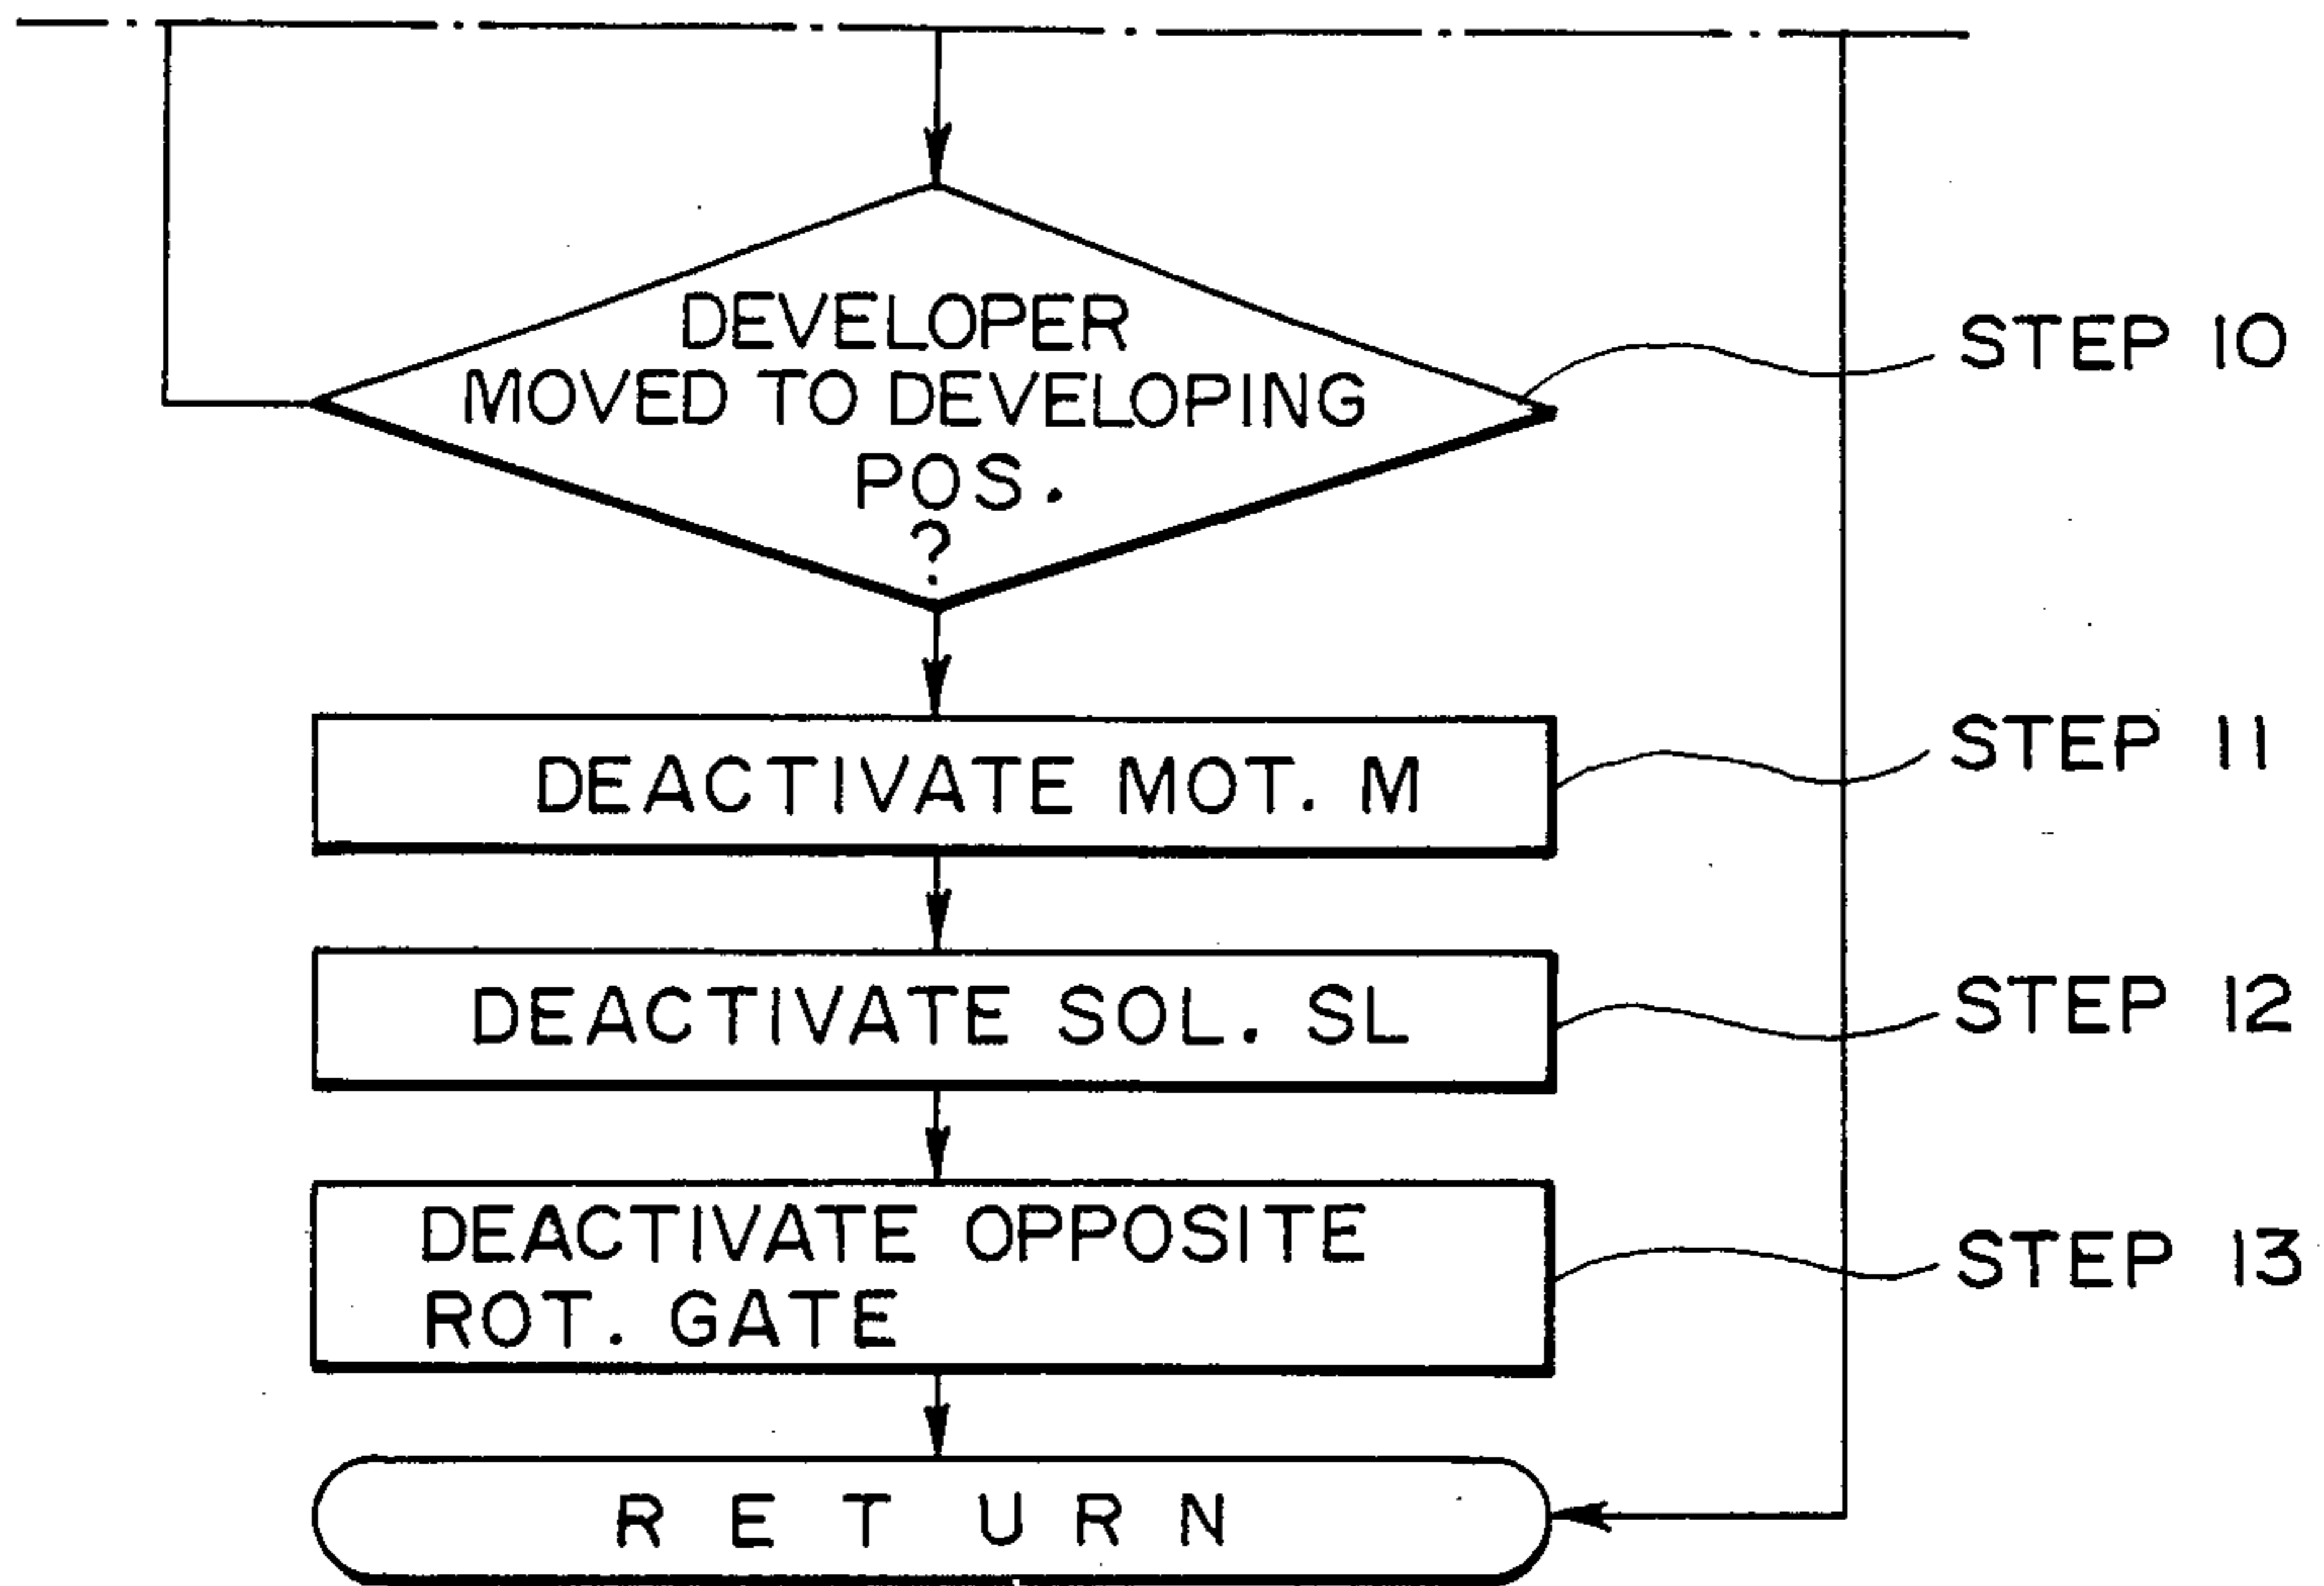 DEVELOPER
MOVED TO DEVELOPING
POS.
?
STEP 10
DEACTIVATE MOT. M
STEP 11
DEACTIVATE SOL. SL
STEP 12
DEACTIVATE OPPOSITE
ROT. GATE
STEP 13
RETURN